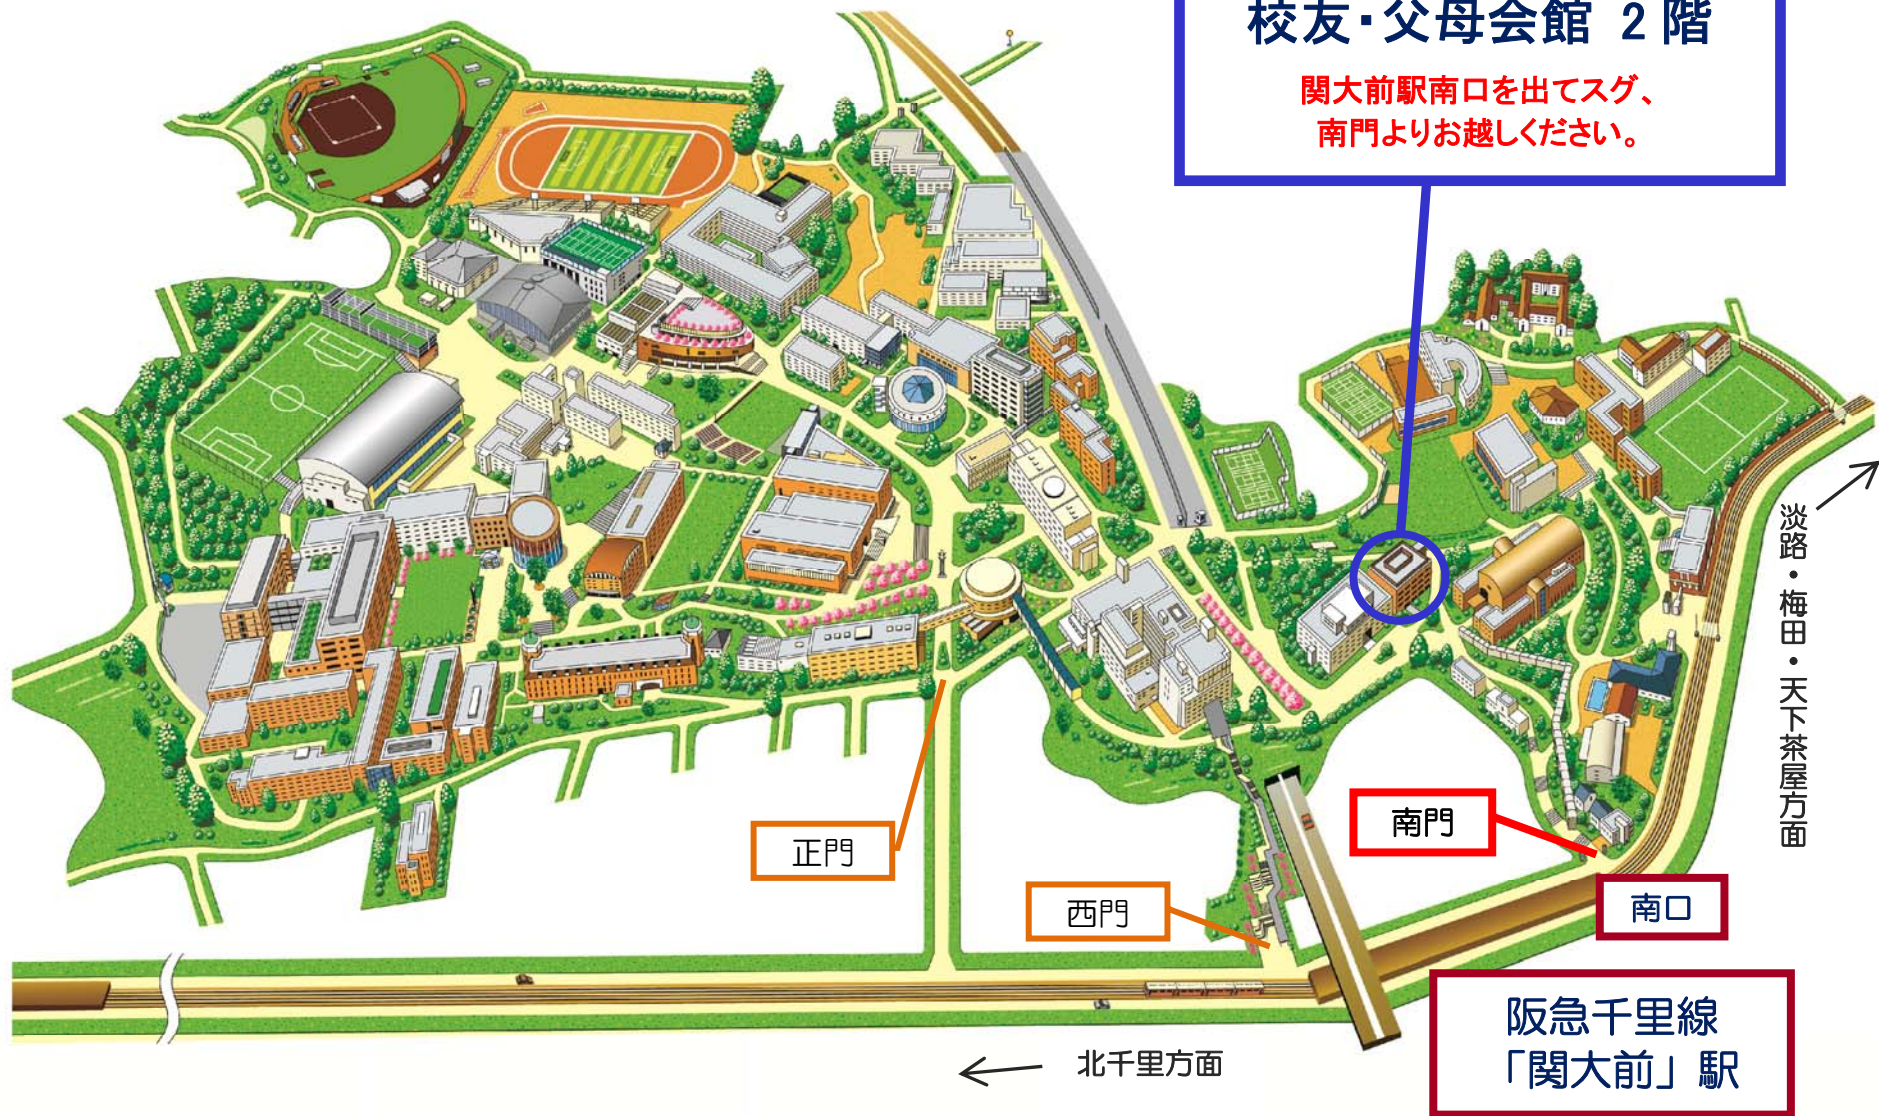 校友・父母会館 2階
関大前駅南口を出てスグ、
南門よりお越しください。
淡路・梅田・天下茶屋方面
正門
南門
西門
南口
阪急千里線
「関大前」駅
北千里方面